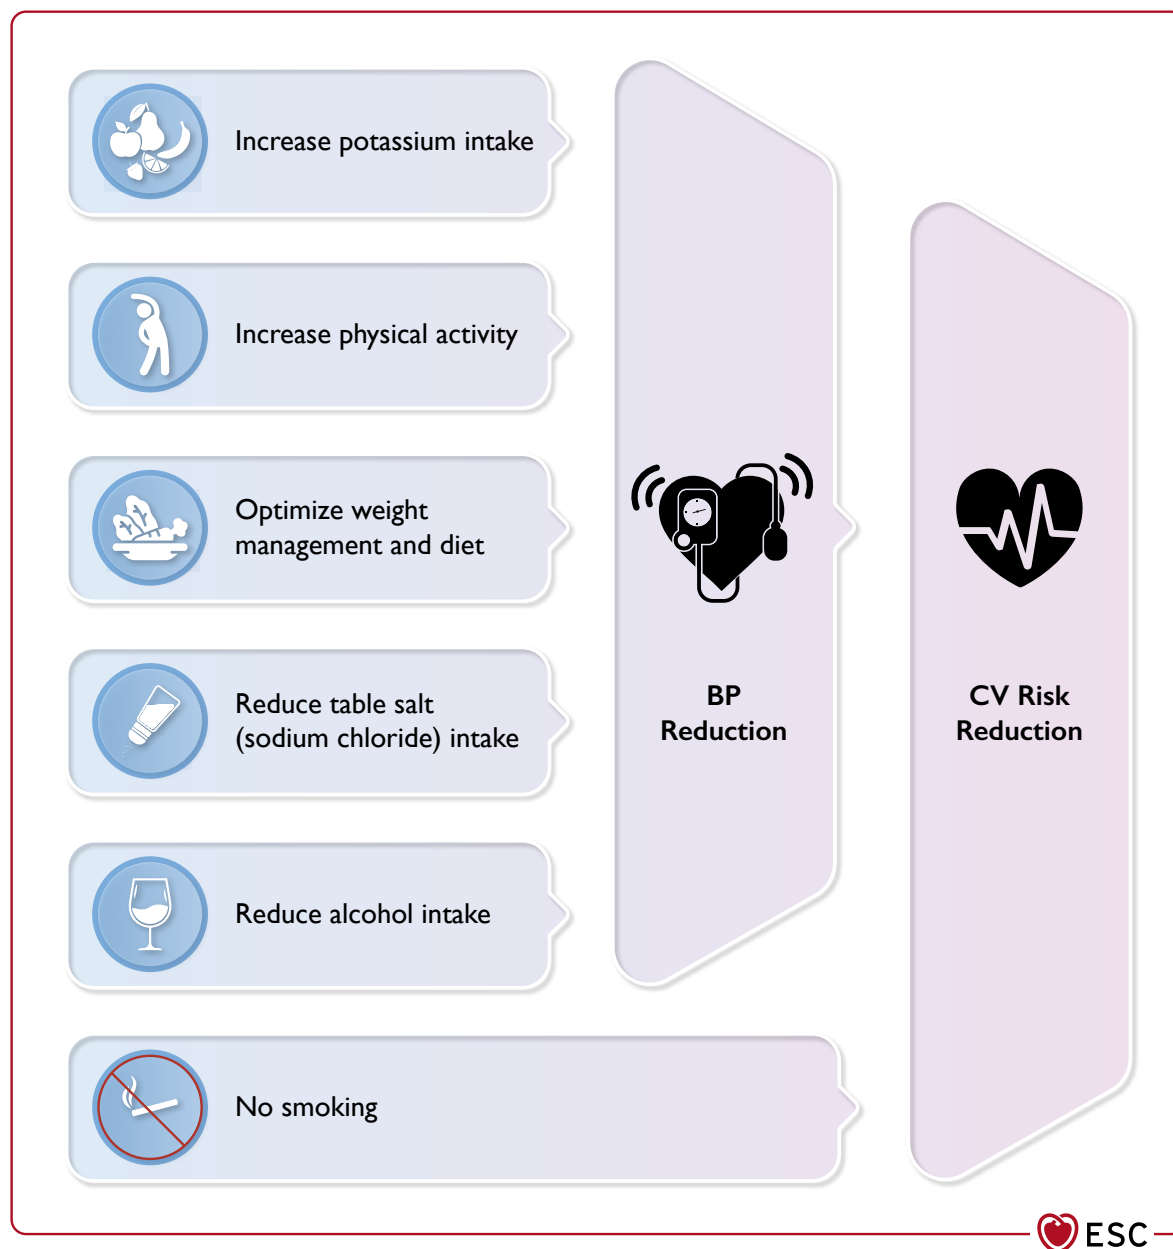 Increase potassium intake
Increase physical activity
Optimize weight
management and diet
Reduce table salt
(sodium chloride) intake
Reduce alcohol intake
No smoking
BP
Reduction
CV Risk
Reduction
ESC